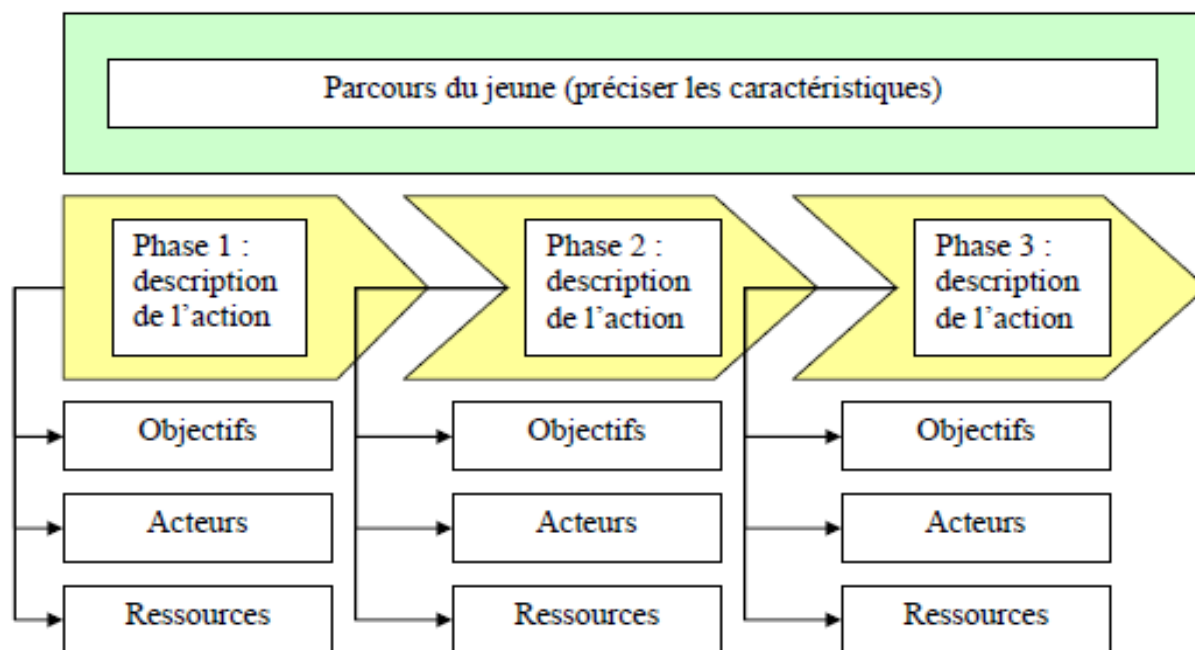 Parcours du jeune (préciser les caractéristiques)
Phase 1 :
description
de l’action
Phase 2 :
description
de l’action
Phase 3 :
description
de l’action
Objectifs
Objectifs
Objectifs
Acteurs
Acteurs
Acteurs
Ressources
Ressources
Ressources